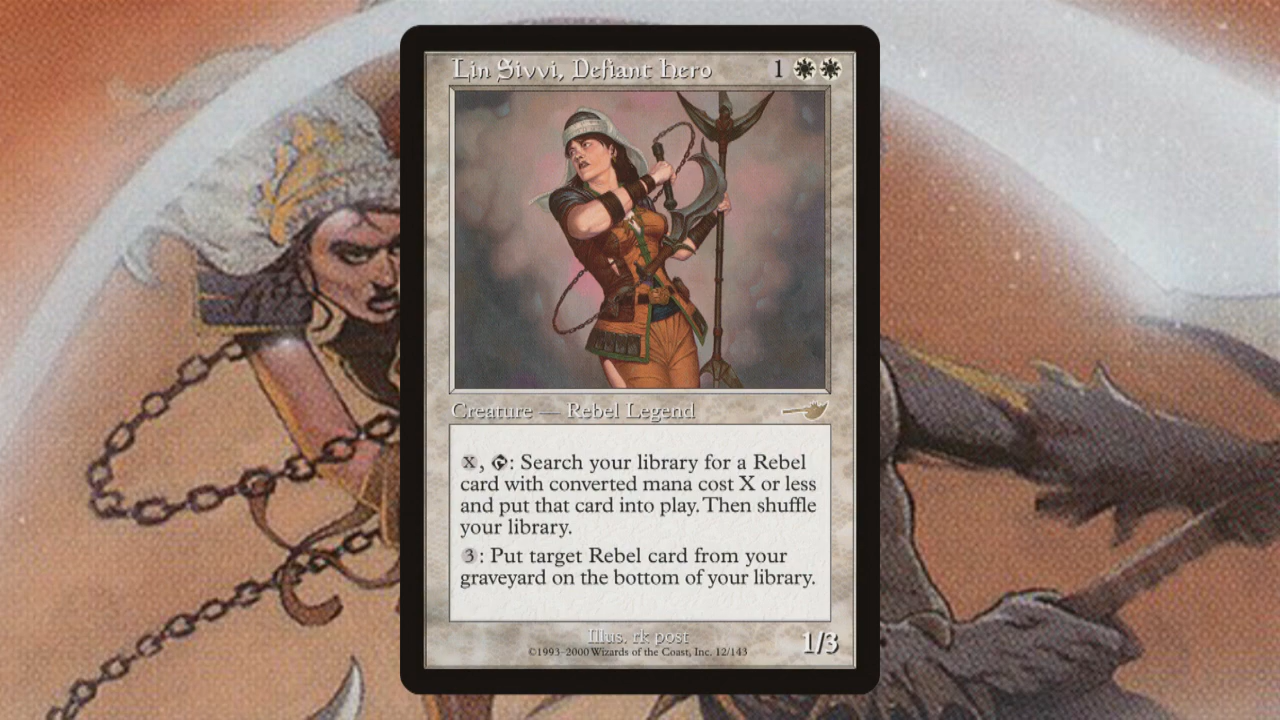 Lin Sivvi, Defiant Hero 1
Creature — Rebel Legend
X, : Search your library for a Rebel
card with converted mana cost X or less
and put that card into play. Then shuffle
your library.
3: Put target Rebel card from your
graveyard on the bottom of your library.
Illus. rk post
©1993–2000 Wizards of the Coast, Inc. 12/143
1/3